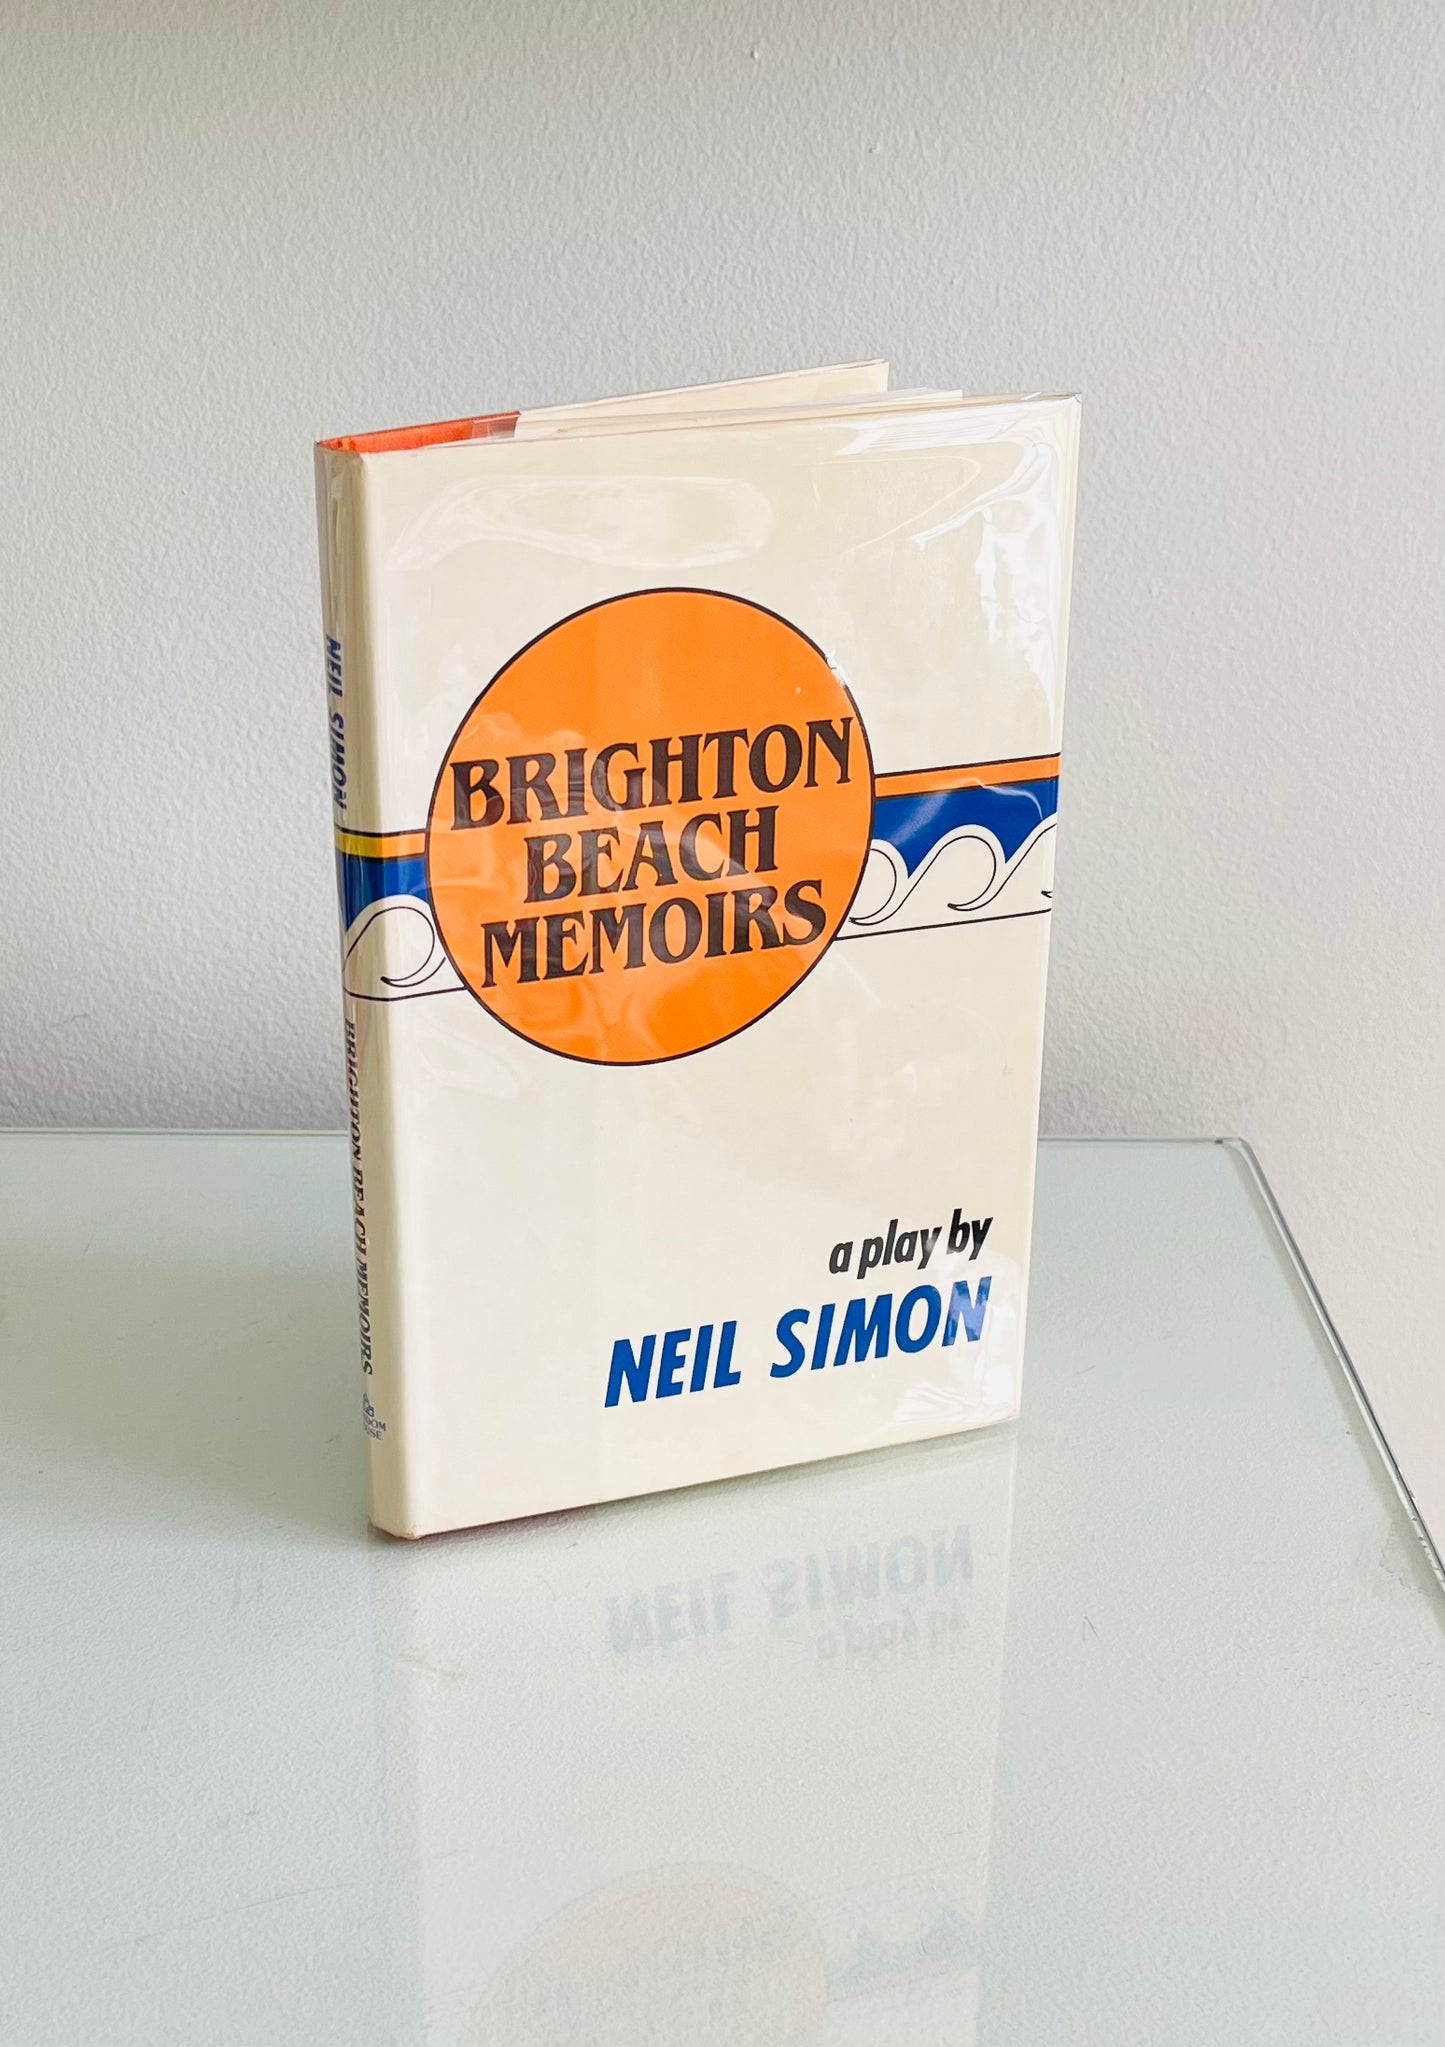 BRIGHTON
BEACH
MEMOIRS
a play by
NEIL SIMON
NEIL SIMON
BRIGHTON BEACH MEMOIRS